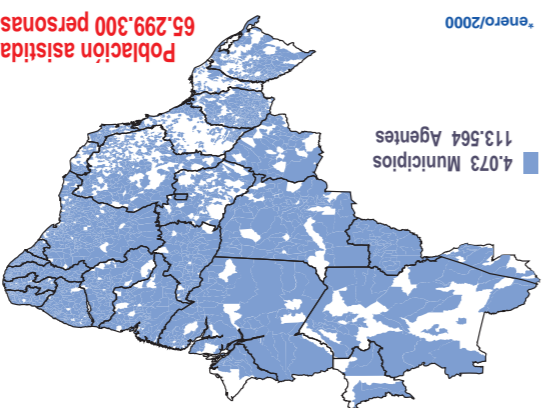 4.073 Municipios
113.564 Agentes
*enero/2000
Población asistida
65.299.300 personas